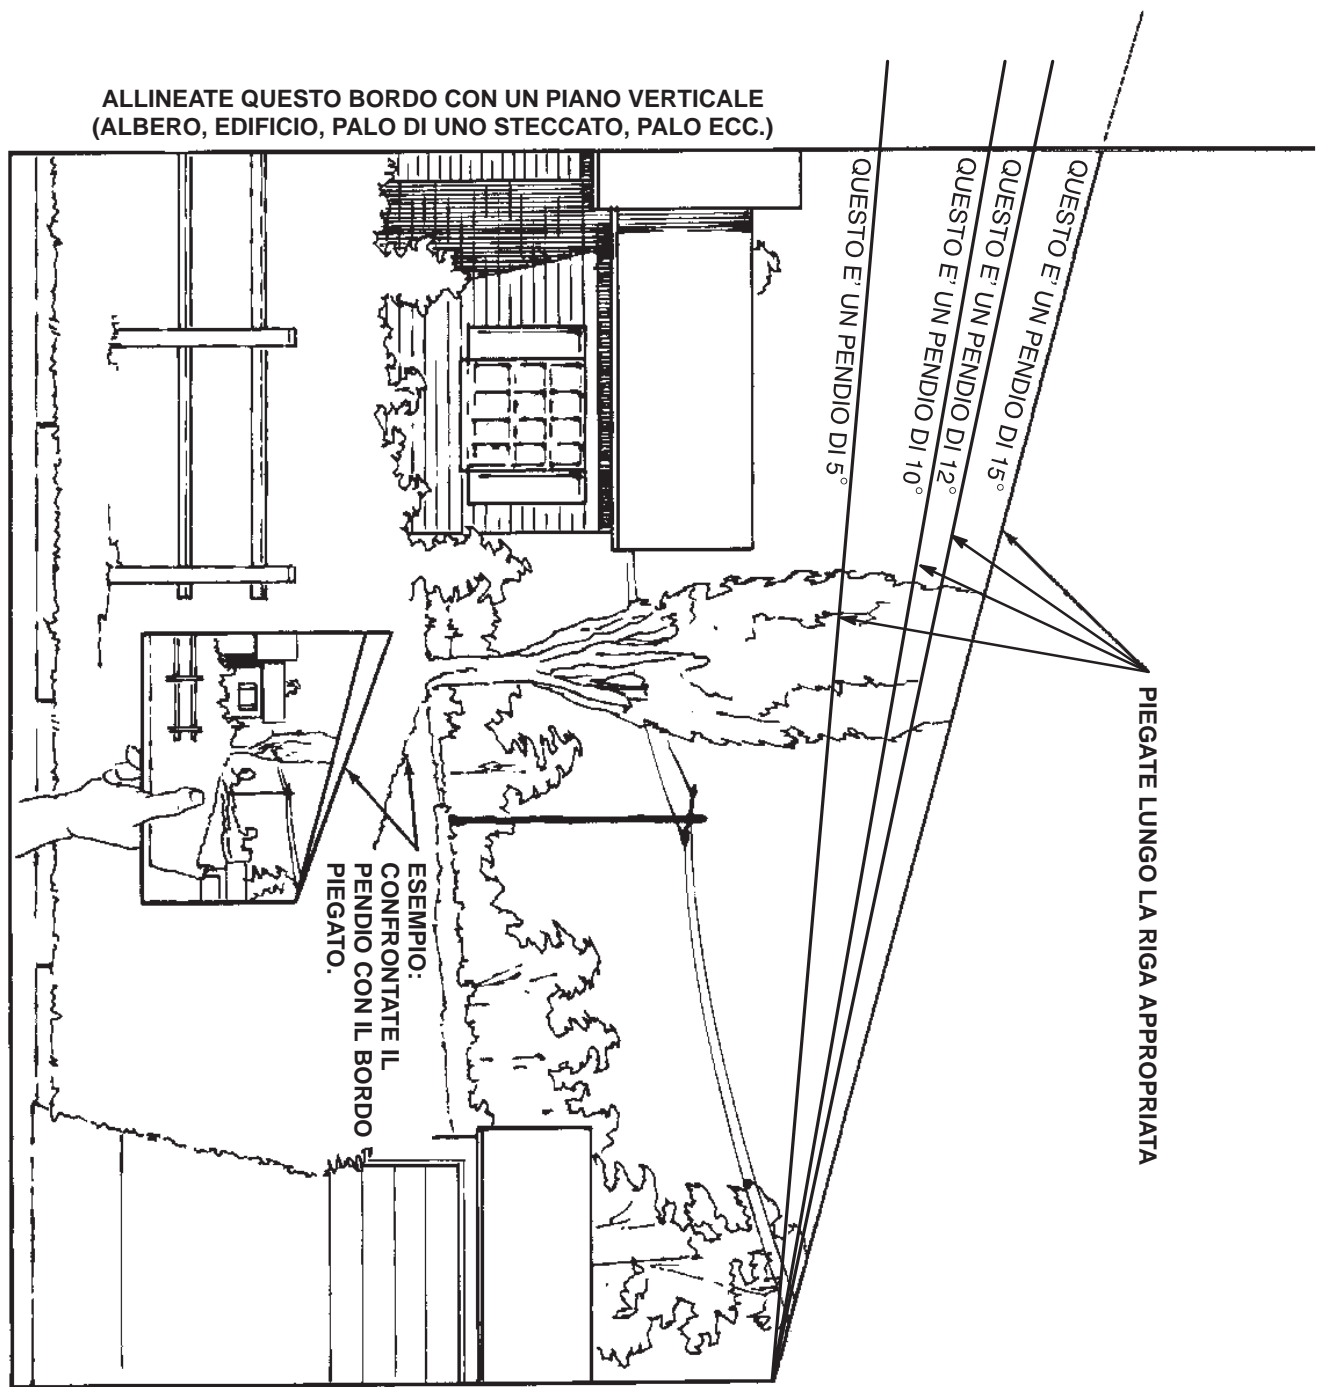 ALLINEATE QUESTO BORDO CON UN PIANO VERTICALE
(ALBERO, EDIFICIO, PALO DI UNO STECCATO, PALO ECC.)
QUESTO E' UN PENDIO DI 5°
QUESTO E' UN PENDIO DI 10°
QUESTO E' UN PENDIO DI 12°
QUESTO E' UN PENDIO DI 15°
PIEGATE LUNGO LA RIGA APPROPRIATA
ESEMPIO:
CONFRONTATE IL
PENDIO CON IL BORDO
PIEGATO.